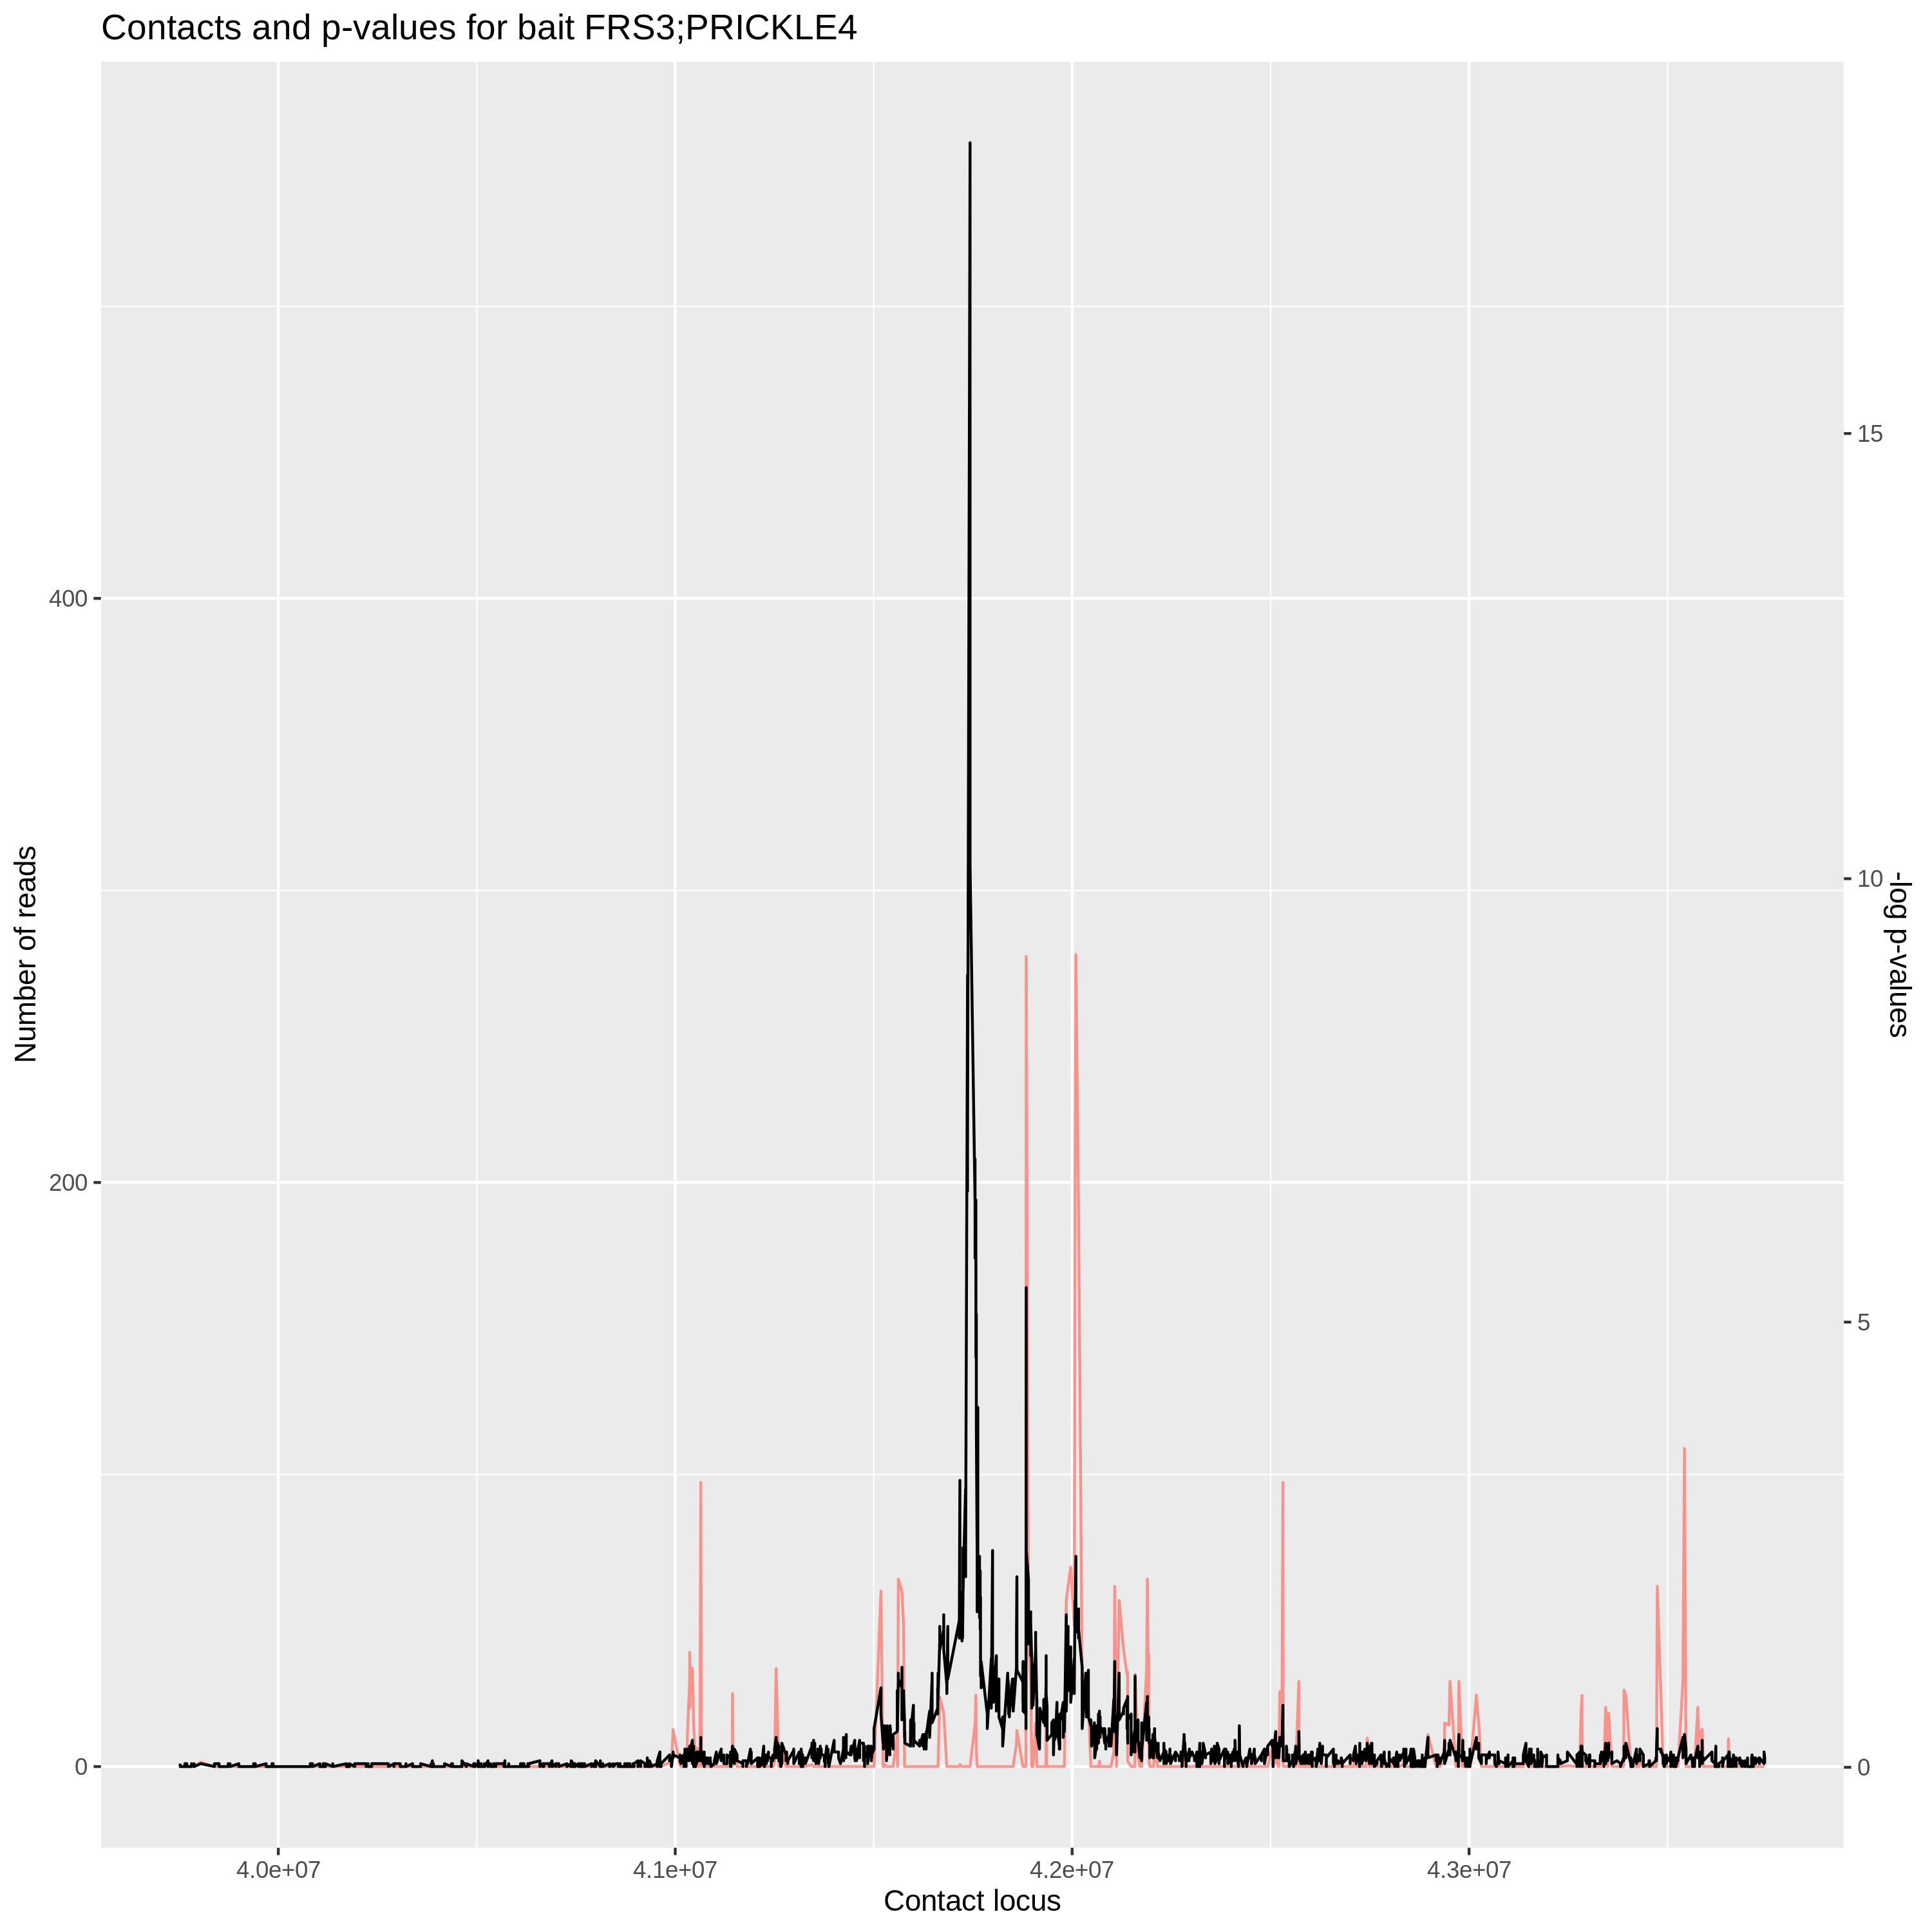 Contacts and p-values for bait FRS3;PRICKLE4
Number of reads
400
200
0
15
10
5
0
-log p-values
4.0e+07
4.1e+07
4.2e+07
4.3e+07
Contact locus